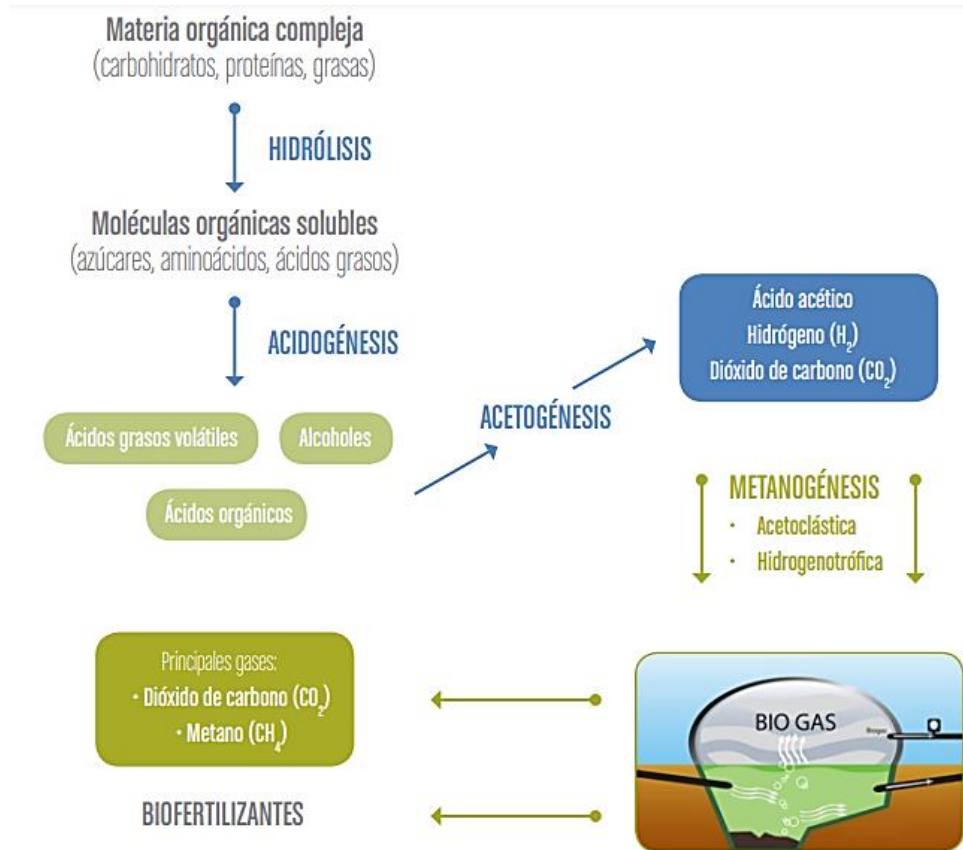 Materia orgánica compleja
(carbohidratos, proteínas, grasas)
HIDRÓLISIS
Moléculas orgánicas solubles
(azúcares, aminoácidos, ácidos grasos)
ACIDOGÉNESIS
Ácidos grasos volátiles
Alcoholes
Ácidos orgánicos
ACETOGÉNESIS
Ácido acético
Hidrógeno (H₂)
Dióxido de carbono (CO₂)
METANOGÉNESIS
· Acetoclástica
· Hidrogenotrófica
BIO GAS
Biogas
Principales gases:
· Dióxido de carbono (CO₂)
· Metano (CH₄)
BIOFERTILIZANTES